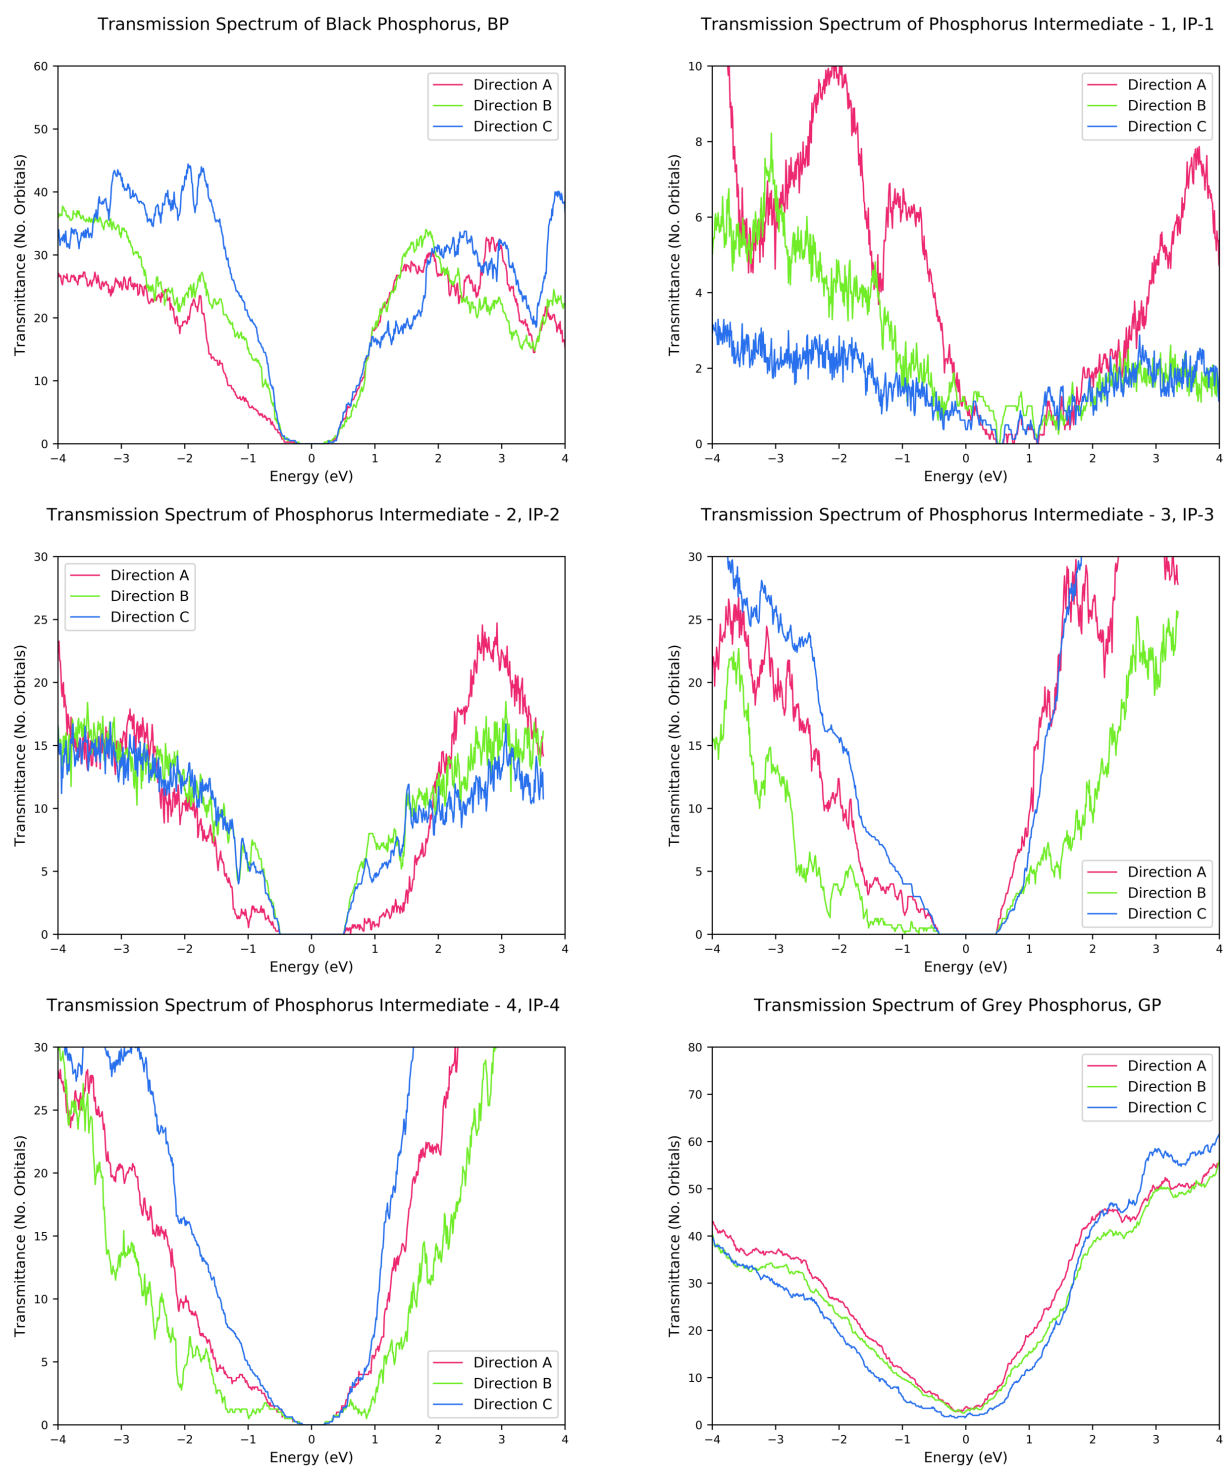 Transmission Spectrum of Black Phosphorus, BP
Transmittance (No. Orbitals)
60
50
40
30
20
10
0
−4 −3 −2 −1 0 1 2 3 4
Energy (eV)
Direction A
Direction B
Direction C
Transmission Spectrum of Phosphorus Intermediate - 1, IP-1
Transmittance (No. Orbitals)
10
8
6
4
2
0
−4 −3 −2 −1 0 1 2 3 4
Energy (eV)
Direction A
Direction B
Direction C
Transmission Spectrum of Phosphorus Intermediate - 2, IP-2
Transmittance (No. Orbitals)
30
25
20
15
10
5
0
−4 −3 −2 −1 0 1 2 3 4
Energy (eV)
Direction A
Direction B
Direction C
Transmission Spectrum of Phosphorus Intermediate - 3, IP-3
Transmittance (No. Orbitals)
30
25
20
15
10
5
0
−4 −3 −2 −1 0 1 2 3 4
Energy (eV)
Direction A
Direction B
Direction C
Transmission Spectrum of Phosphorus Intermediate - 4, IP-4
Transmittance (No. Orbitals)
30
25
20
15
10
5
0
−4 −3 −2 −1 0 1 2 3 4
Energy (eV)
Direction A
Direction B
Direction C
Transmission Spectrum of Grey Phosphorus, GP
Transmittance (No. Orbitals)
80
70
60
50
40
30
20
10
0
−4 −3 −2 −1 0 1 2 3 4
Energy (eV)
Direction A
Direction B
Direction C